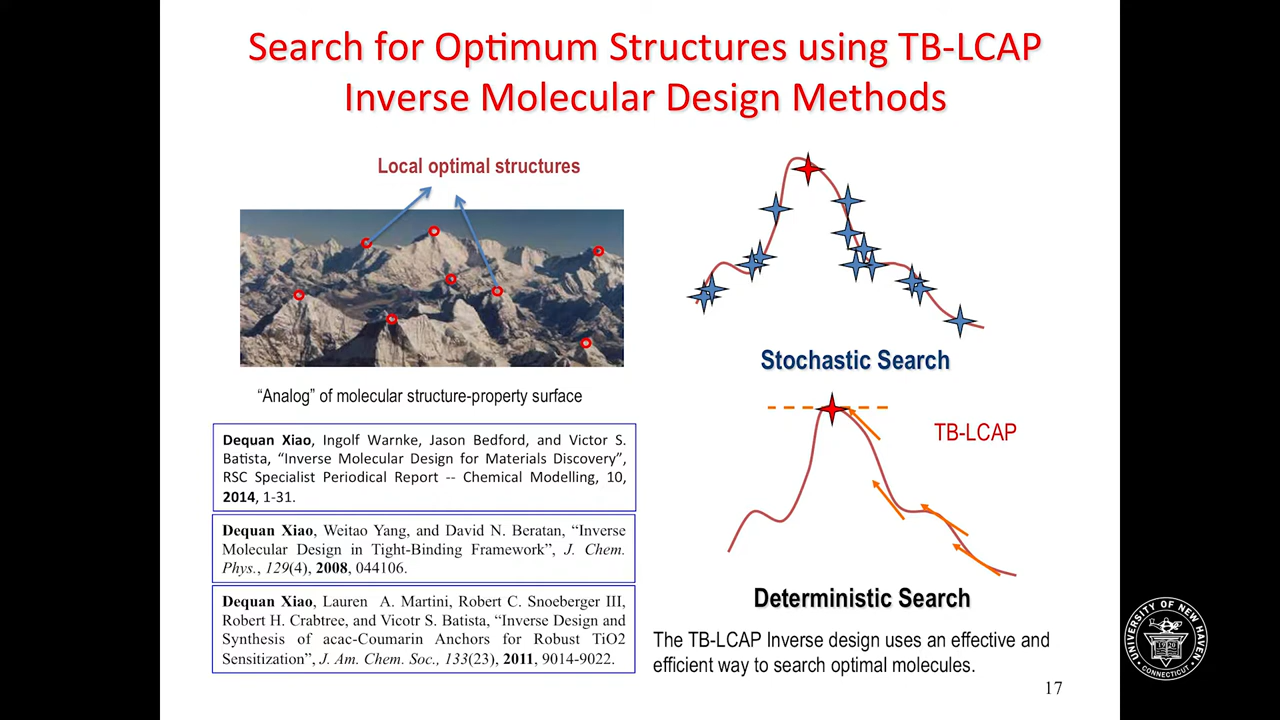 Search for Optimum Structures using TB-LCAP
Inverse Molecular Design Methods
Local optimal structures
“Analog” of molecular structure-property surface
Dequan Xiao, Ingolf Warnke, Jason Bedford, and Victor S.
Batista, “Inverse Molecular Design for Materials Discovery”,
RSC Specialist Periodical Report -- Chemical Modelling, 10,
2014, 1-31.
Dequan Xiao, Weitao Yang, and David N. Beratan, “Inverse
Molecular Design in Tight-Binding Framework”, J. Chem.
Phys., 129(4), 2008, 044106.
Dequan Xiao, Lauren A. Martini, Robert C. Snoeberger III,
Robert H. Crabtree, and Vicotr S. Batista, “Inverse Design and
Synthesis of acac-Coumarin Anchors for Robust TiO2
Sensitization”, J. Am. Chem. Soc., 133(23), 2011, 9014-9022.
Stochastic Search
TB-LCAP
Deterministic Search
The TB-LCAP Inverse design uses an effective and
efficient way to search optimal molecules.
17
UNIVERSITY OF NEW HAVEN
CONNECTICUT